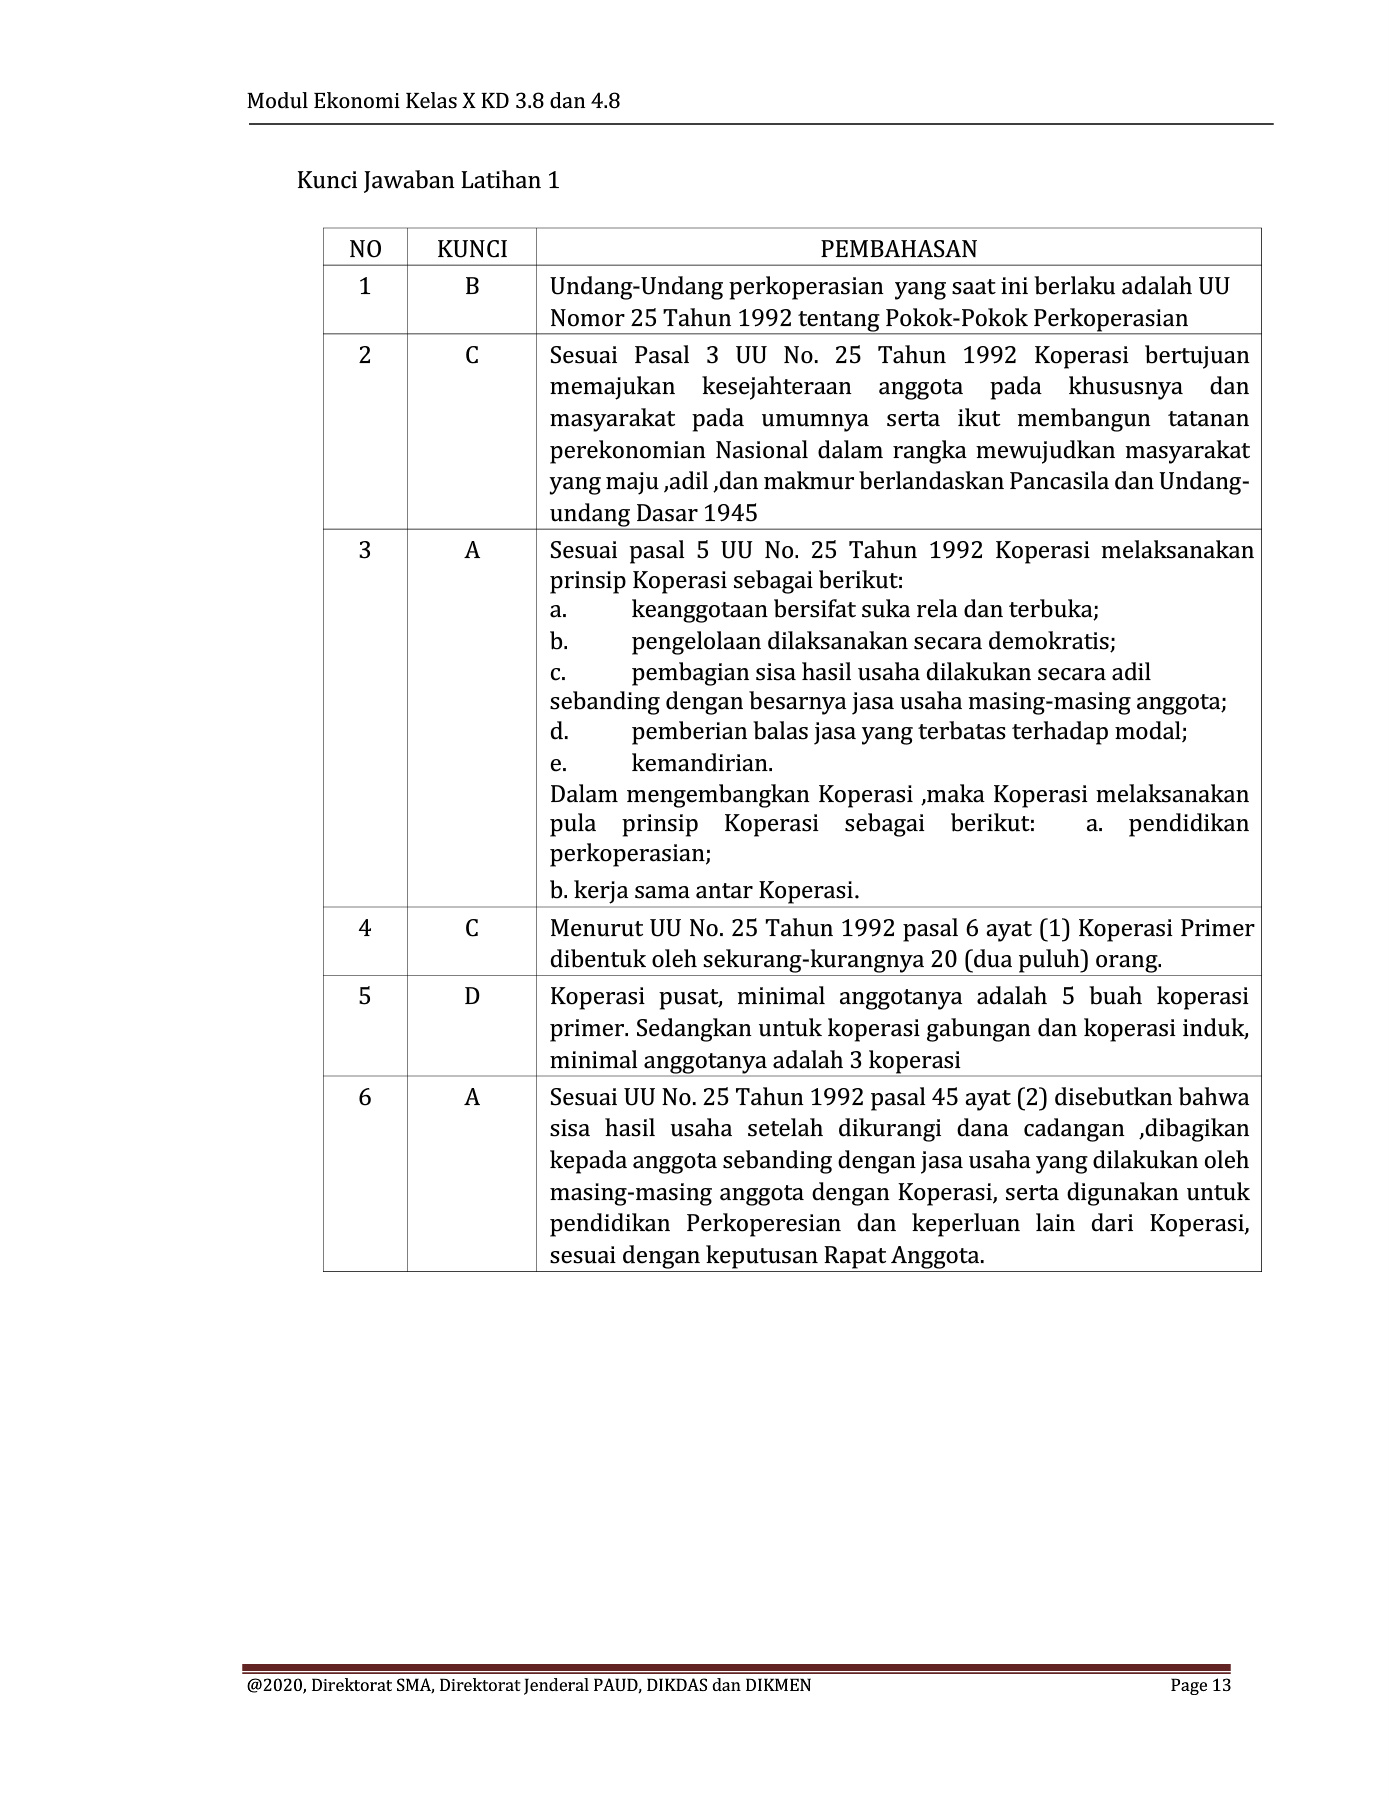 Modul Ekonomi Kelas X KD 3.8 dan 4.8
Kunci Jawaban Latihan 1
NO KUNCI PEMBAHASAN
1 B Undang-Undang perkoperasian yang saat ini berlaku adalah UU
Nomor 25 Tahun 1992 tentang Pokok-Pokok Perkoperasian
2 C Sesuai Pasal 3 UU No. 25 Tahun 1992 Koperasi bertujuan
memajukan kesejahteraan anggota pada khususnya dan
masyarakat pada umumnya serta ikut membangun tatanan
perekonomian Nasional dalam rangka mewujudkan masyarakat
yang maju ,adil ,dan makmur berlandaskan Pancasila dan Undang-
undang Dasar 1945
3 A Sesuai pasal 5 UU No. 25 Tahun 1992 Koperasi melaksanakan
prinsip Koperasi sebagai berikut:
a. keanggotaan bersifat suka rela dan terbuka;
b. pengelolaan dilaksanakan secara demokratis;
c. pembagian sisa hasil usaha dilakukan secara adil
sebanding dengan besarnya jasa usaha masing-masing anggota;
d. pemberian balas jasa yang terbatas terhadap modal;
e. kemandirian.
Dalam mengembangkan Koperasi ,maka Koperasi melaksanakan
pula prinsip Koperasi sebagai berikut: a. pendidikan
perkoperasian;
b. kerja sama antar Koperasi.
4 C Menurut UU No. 25 Tahun 1992 pasal 6 ayat (1) Koperasi Primer
dibentuk oleh sekurang-kurangnya 20 (dua puluh) orang.
5 D Koperasi pusat, minimal anggotanya adalah 5 buah koperasi
primer. Sedangkan untuk koperasi gabungan dan koperasi induk,
minimal anggotanya adalah 3 koperasi
6 A Sesuai UU No. 25 Tahun 1992 pasal 45 ayat (2) disebutkan bahwa
sisa hasil usaha setelah dikurangi dana cadangan ,dibagikan
kepada anggota sebanding dengan jasa usaha yang dilakukan oleh
masing-masing anggota dengan Koperasi, serta digunakan untuk
pendidikan Perkoperesian dan keperluan lain dari Koperasi,
sesuai dengan keputusan Rapat Anggota.
@2020, Direktorat SMA, Direktorat Jenderal PAUD, DIKDAS dan DIKMEN Page 13